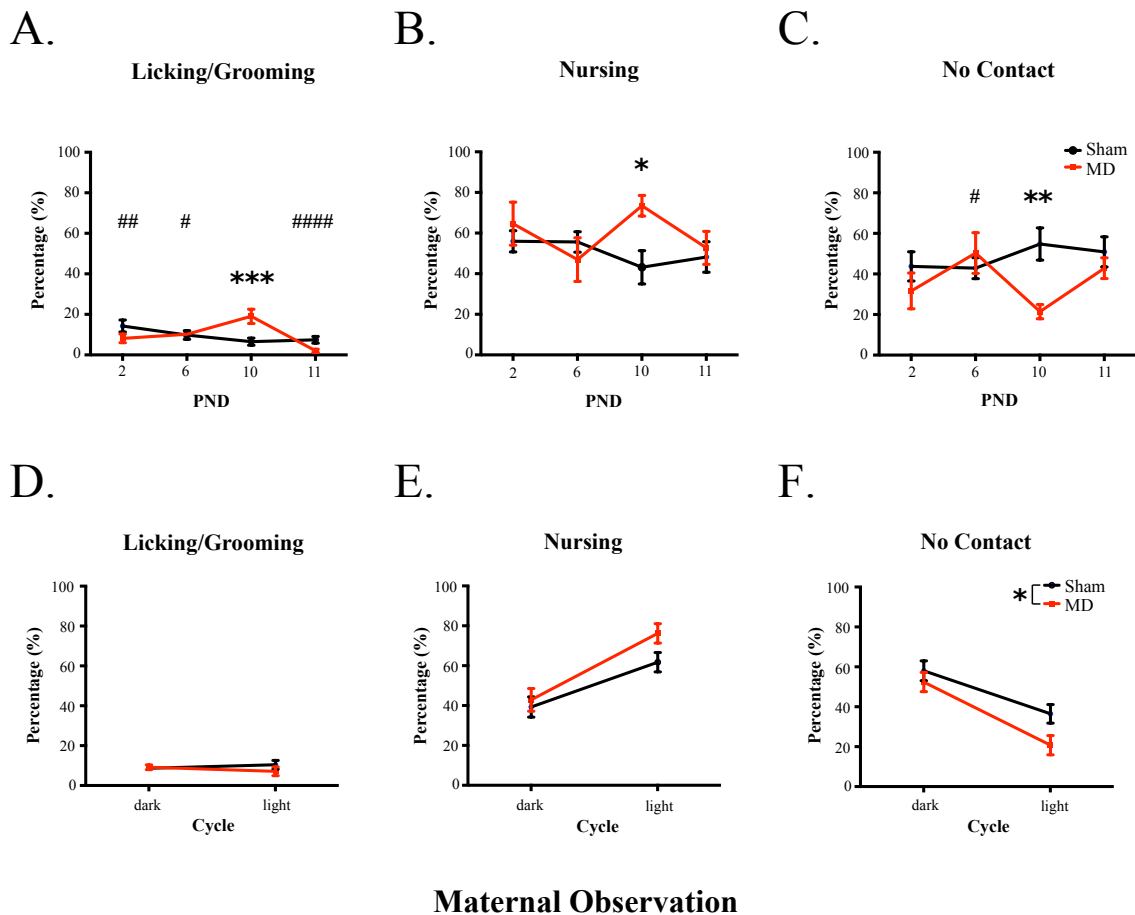 A.
Licking/Grooming
Percentage (%)
100
80
60
40
20
0
##
#
####
***
2
6
10
11
PND
B.
Nursing
Percentage (%)
100
80
60
40
20
0
*
2
6
10
11
PND
C.
No Contact
Percentage (%)
100
80
60
40
20
0
Sham
MD
#
**
2
6
10
11
PND
D.
Licking/Grooming
Percentage (%)
100
80
60
40
20
0
dark
light
Cycle
E.
Nursing
Percentage (%)
100
80
60
40
20
0
dark
light
Cycle
F.
No Contact
Percentage (%)
100
80
60
40
20
0
*
Sham
MD
dark
light
Cycle
Maternal Observation